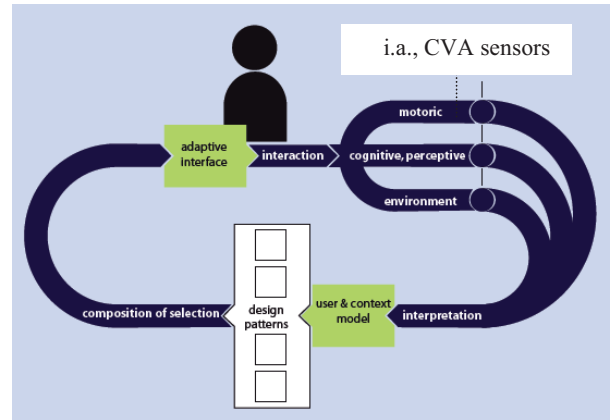 i.a., CVA sensors
motoric
adaptive
interface
interaction
cognitive, perceptive
environment
composition of selection
design
patterns
user & context
model
interpretation